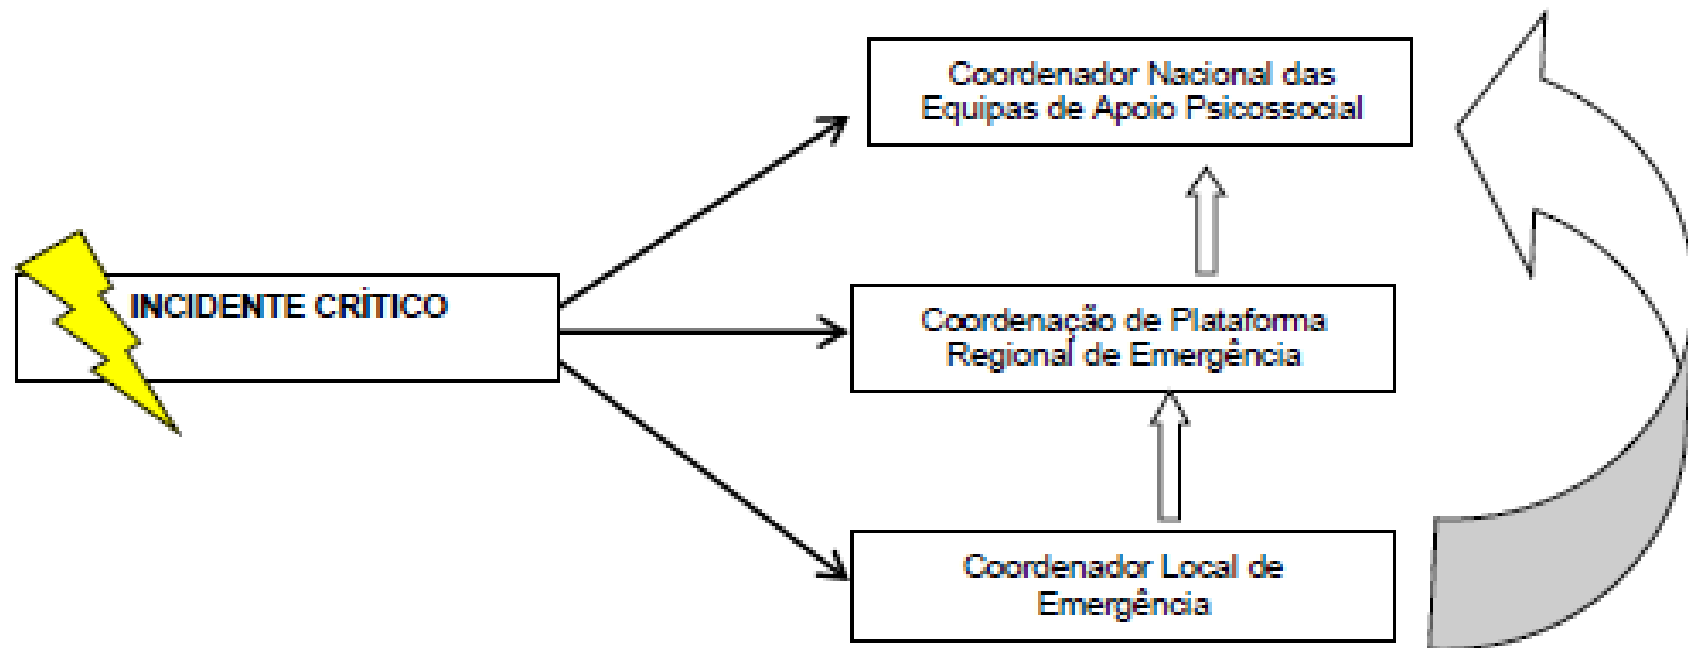 Coordenador Nacional das
Equipas de Apoio Psicossocial
INCIDENTE CRÍTICO
Coordenação de Plataforma
Regional de Emergência
Coordenador Local de
Emergência